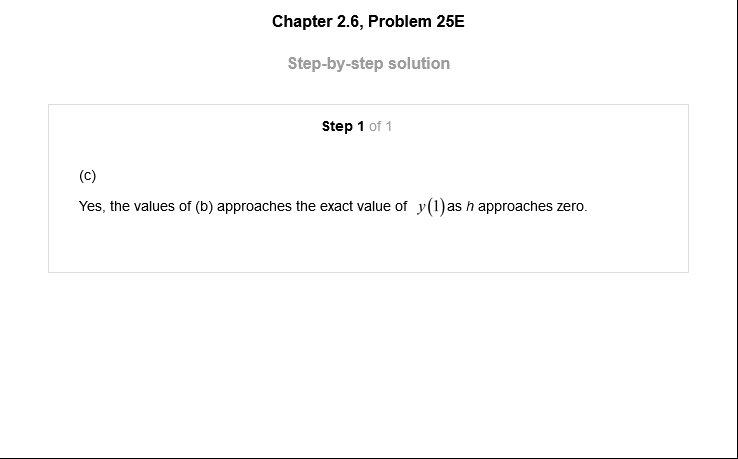 Chapter 2.6, Problem 25E
Step-by-step solution
Step 1 of 1
(c)
Yes, the values of (b) approaches the exact value of y(1) as h approaches zero.